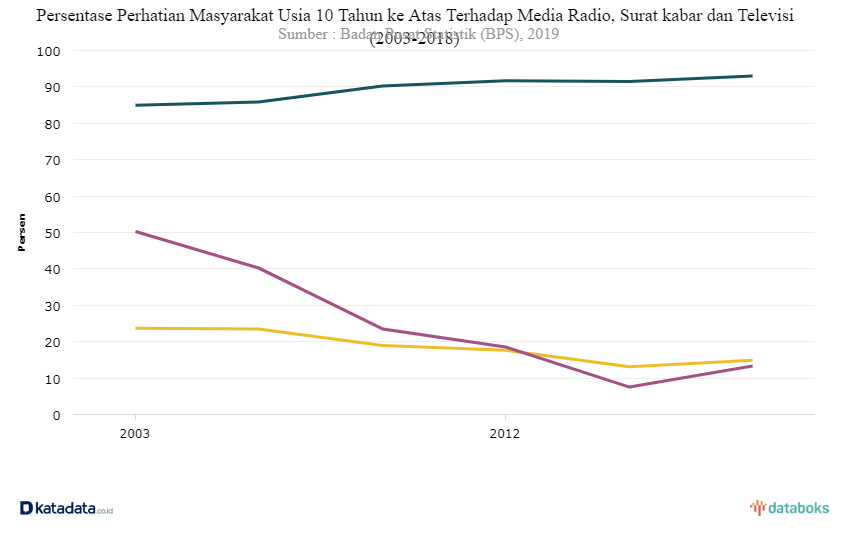 Persentase Perhatian Masyarakat Usia 10 Tahun ke Atas Terhadap Media Radio, Surat kabar dan Televisi
(2003-2018)
Sumber : Badan Pusat Statistik (BPS), 2019
100
90
80
70
60
50
40
30
20
10
0
Persen
2003
2012
katadata.co.id
databoks